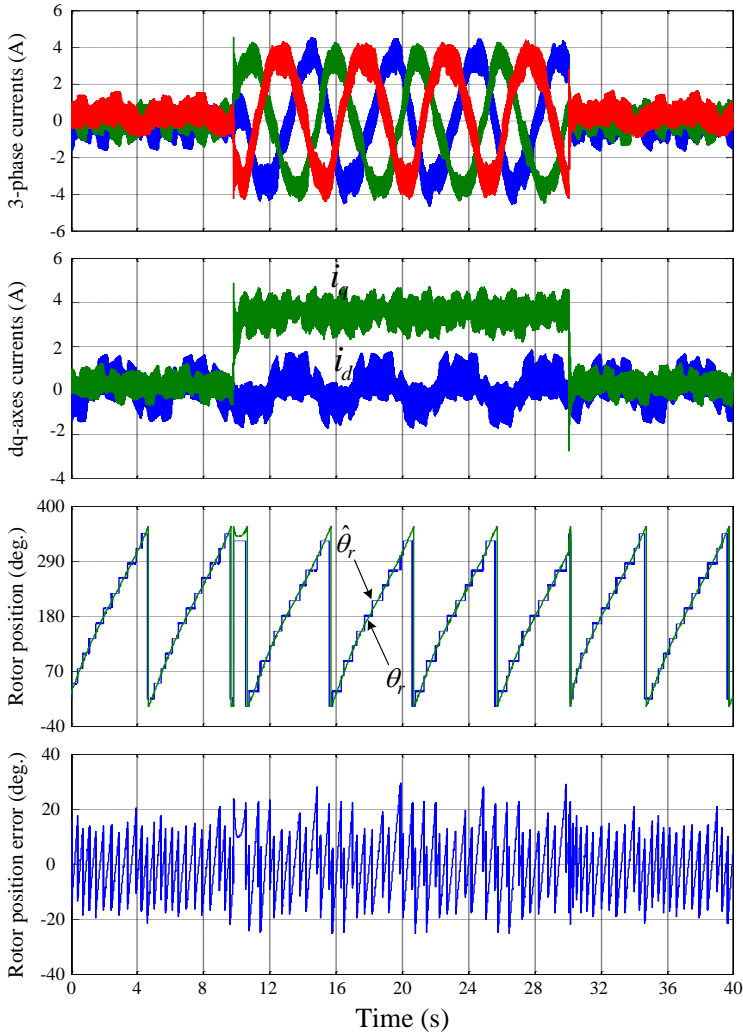 6
4
2
0
-2
-4
-6
3-phase currents (A)
6
4
2
0
-2
-4
dq-axes currents (A)
i_q
i_d
400
290
180
70
-40
Rotor position (deg.)
θ̂_r
θ_r
40
20
0
-20
-40
Rotor position error (deg.)
0 4 8 12 16 20 24 28 32 36 40
Time (s)